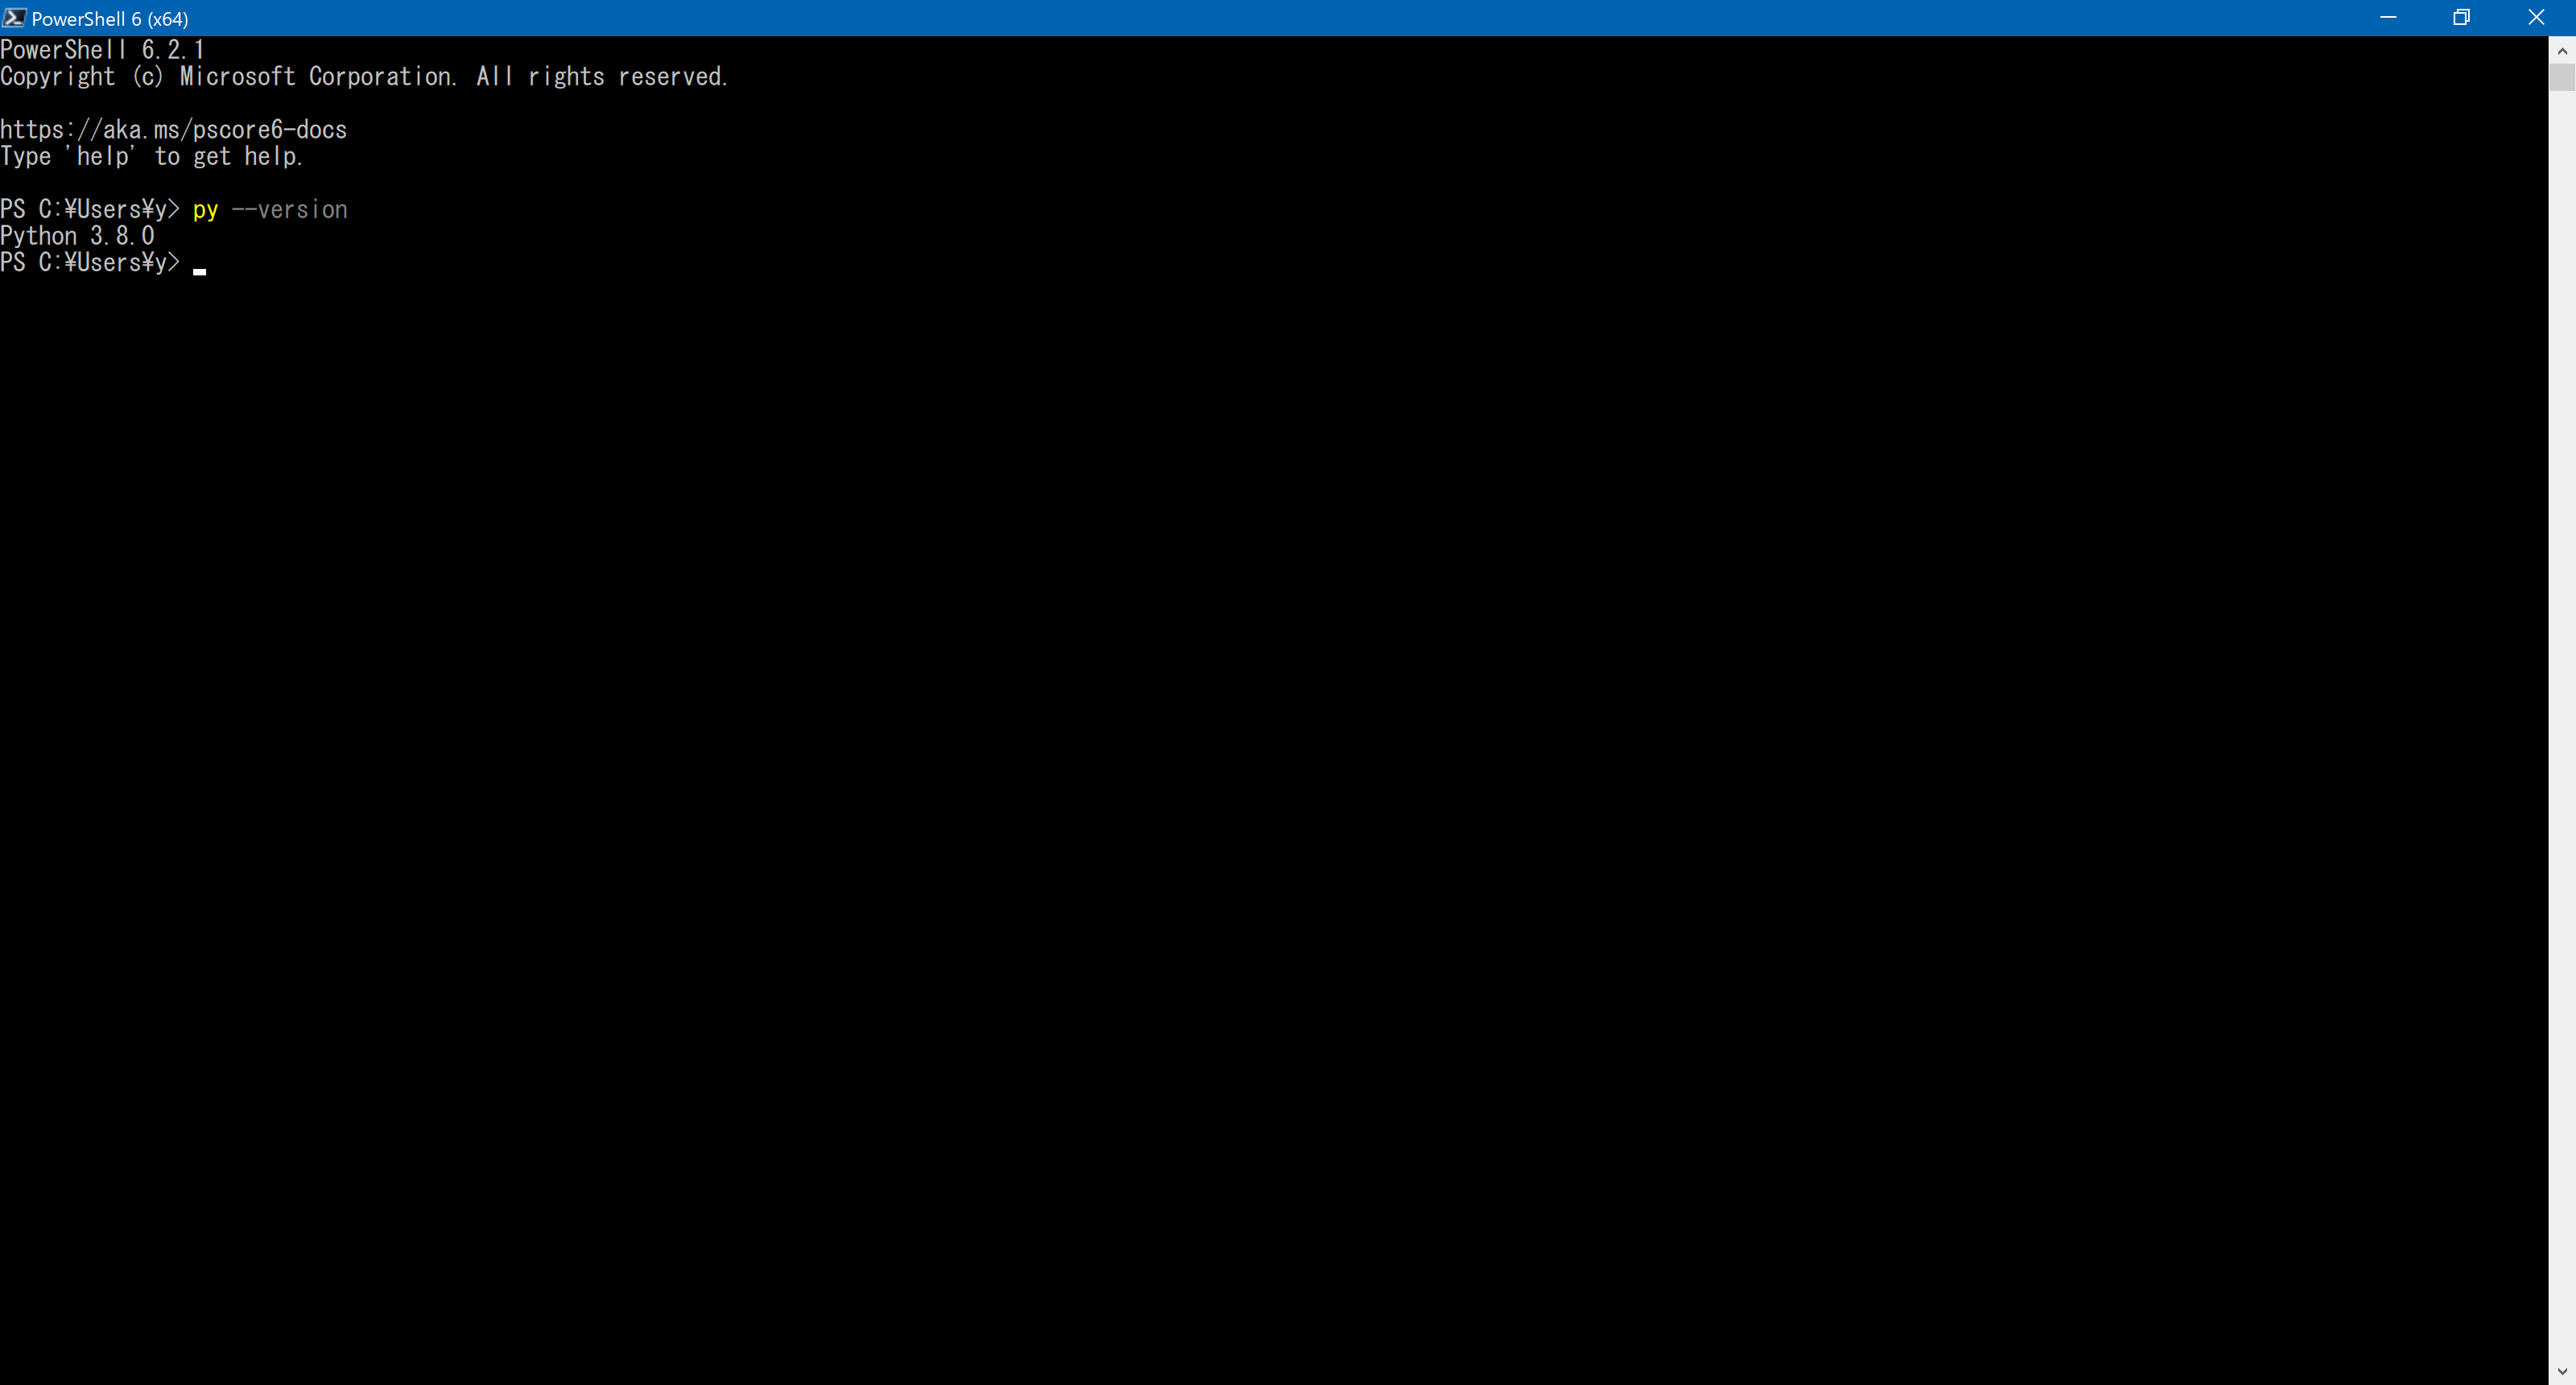 PowerShell 6 (x64)
PowerShell 6.2.1
Copyright (c) Microsoft Corporation. All rights reserved.
https://aka.ms/pscore6-docs
Type 'help' to get help.
PS C:¥Users¥y> py --version
Python 3.8.0
PS C:¥Users¥y>